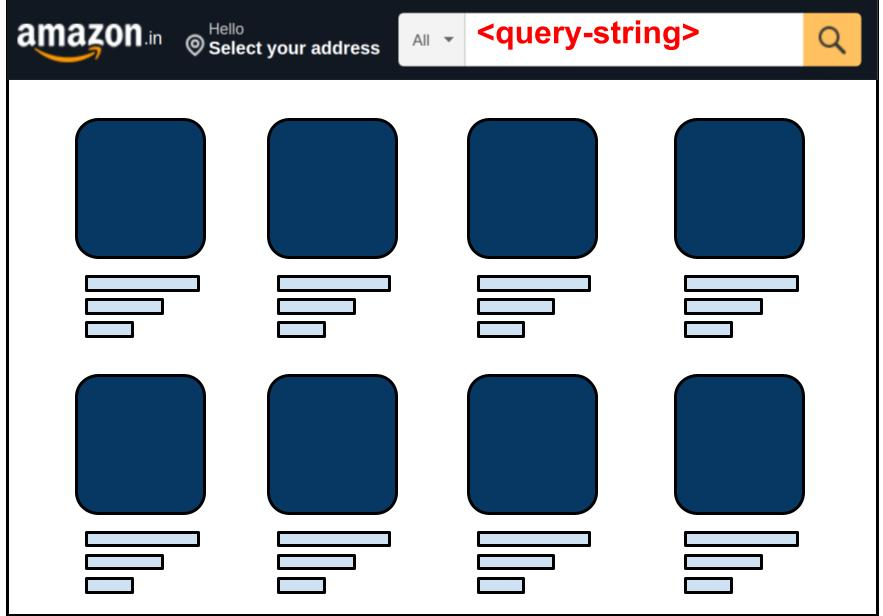 amazon.in
Hello
Select your address
All
<query-string>